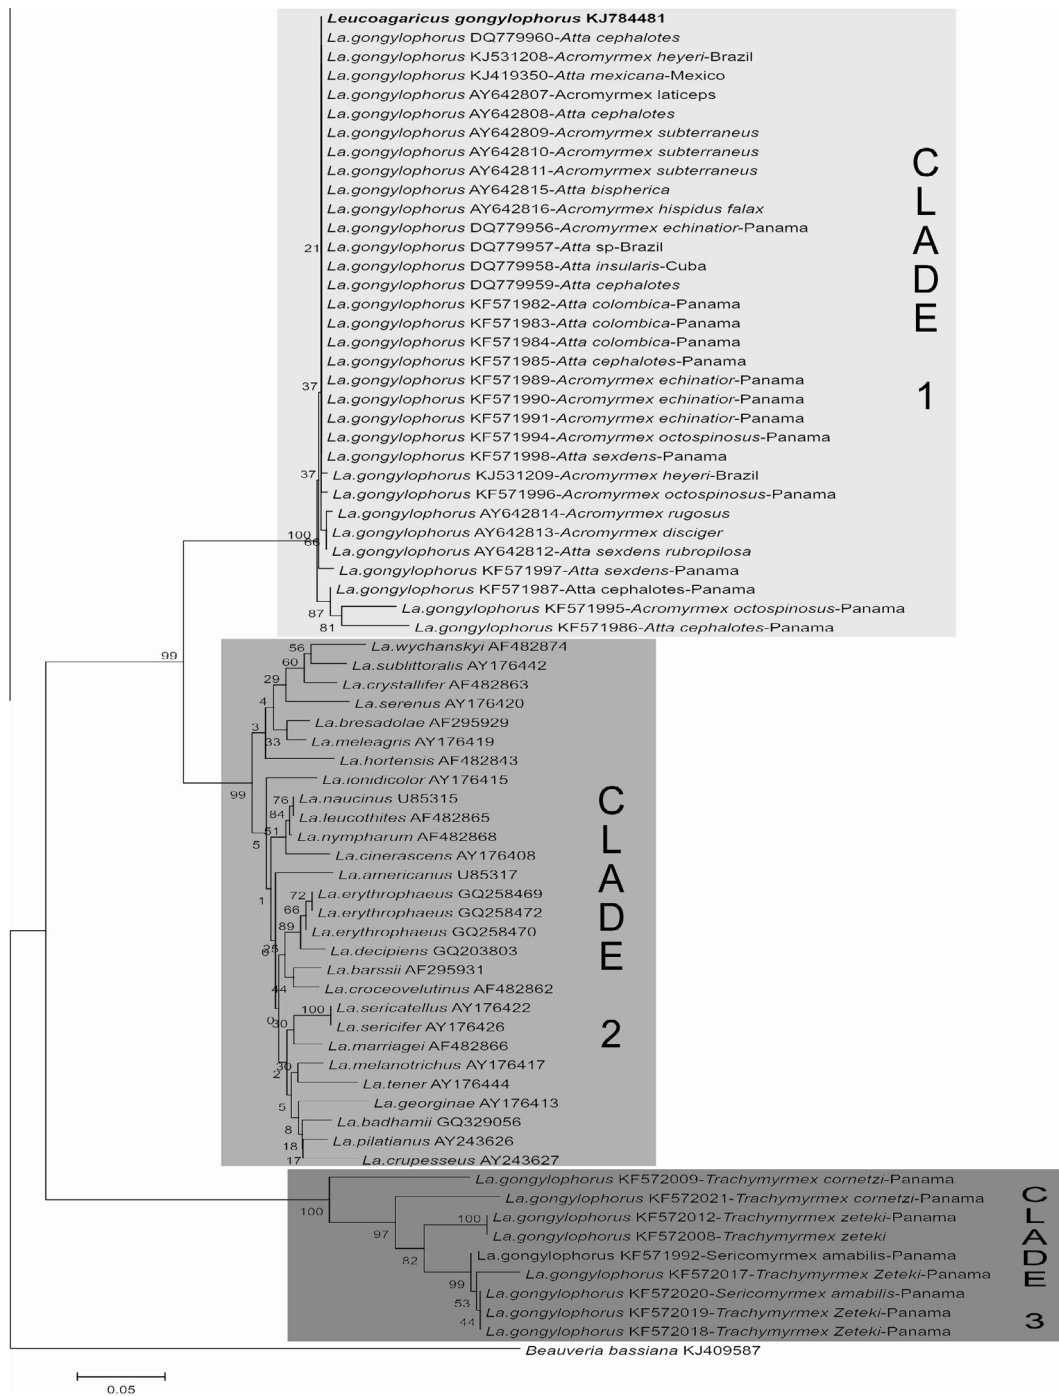 Leucoagaricus gongylophorus KJ784481
La.gongylophorus DQ779960-Atta cephalotes
La.gongylophorus KJ531208-Acromyrmex heyeri-Brazil
La.gongylophorus KJ419350-Atta mexicana-Mexico
La.gongylophorus AY642807-Acromyrmex laticeps
La.gongylophorus AY642808-Atta cephalotes
La.gongylophorus AY642809-Acromyrmex subterraneus
La.gongylophorus AY642810-Acromyrmex subterraneus
La.gongylophorus AY642811-Acromyrmex subterraneus
La.gongylophorus AY642815-Atta bispherica
La.gongylophorus AY642816-Acromyrmex hispidus falax
La.gongylophorus DQ779956-Acromyrmex echinatior-Panama
21 La.gongylophorus DQ779957-Atta sp-Brazil
La.gongylophorus DQ779958-Atta insularis-Cuba
La.gongylophorus DQ779959-Atta cephalotes
La.gongylophorus KF571982-Atta colombica-Panama
La.gongylophorus KF571983-Atta colombica-Panama
La.gongylophorus KF571984-Atta colombica-Panama
La.gongylophorus KF571985-Atta cephalotes-Panama
37 La.gongylophorus KF571989-Acromyrmex echinatior-Panama
La.gongylophorus KF571990-Acromyrmex echinatior-Panama
La.gongylophorus KF571991-Acromyrmex echinatior-Panama
La.gongylophorus KF571994-Acromyrmex octospinosus-Panama
La.gongylophorus KF571998-Atta sexdens-Panama
37 La.gongylophorus KJ531209-Acromyrmex heyeri-Brazil
La.gongylophorus KF571996-Acromyrmex octospinosus-Panama
La.gongylophorus AY642814-Acromyrmex rugosus
100 La.gongylophorus AY642813-Acromyrmex disciger
66 La.gongylophorus AY642812-Atta sexdens rubropilosa
La.gongylophorus KF571997-Atta sexdens-Panama
La.gongylophorus KF571987-Atta cephalotes-Panama
87 La.gongylophorus KF571995-Acromyrmex octospinosus-Panama
81 La.gongylophorus KF571986-Atta cephalotes-Panama
CLADE 1
99
56 La.wychanskyi AF482874
60 La.sublittoralis AY176442
29 La.crystallifer AF482863
4 La.serenus AY176420
3 La.bresadolae AF295929
33 La.meleagris AY176419
La.hortensis AF482843
99 La.ionidicolor AY176415
76 La.naucinus U85315
84 La.leucothites AF482865
51 La.nympharum AF482868
5 La.cinerascens AY176408
La.americanus U85317
1
72 La.erythrophaeus GQ258469
66 La.erythrophaeus GQ258472
89 La.erythrophaeus GQ258470
25 La.decipiens GQ203803
6
La.barssii AF295931
44 La.croceovelutinus AF482862
100 La.sericatellus AY176422
0 30 La.sericifer AY176426
La.marriagei AF482866
30 La.melanotrichus AY176417
2 La.tener AY176444
5 La.georginae AY176413
8 La.badhamii GQ329056
18 La.pilatianus AY243626
17 La.crupesseus AY243627
CLADE 2
La.gongylophorus KF572009-Trachymyrmex cornetzi-Panama
100 La.gongylophorus KF572021-Trachymyrmex cornetzi-Panama
97 100 La.gongylophorus KF572012-Trachymyrmex zeteki-Panama
La.gongylophorus KF572008-Trachymyrmex zeteki
82 La.gongylophorus KF571992-Sericomyrmex amabilis-Panama
99 La.gongylophorus KF572017-Trachymyrmex Zeteki-Panama
53 La.gongylophorus KF572020-Sericomyrmex amabilis-Panama
44 La.gongylophorus KF572019-Trachymyrmex Zeteki-Panama
La.gongylophorus KF572018-Trachymyrmex Zeteki-Panama
CLADE 3
Beauveria bassiana KJ409587
0.05